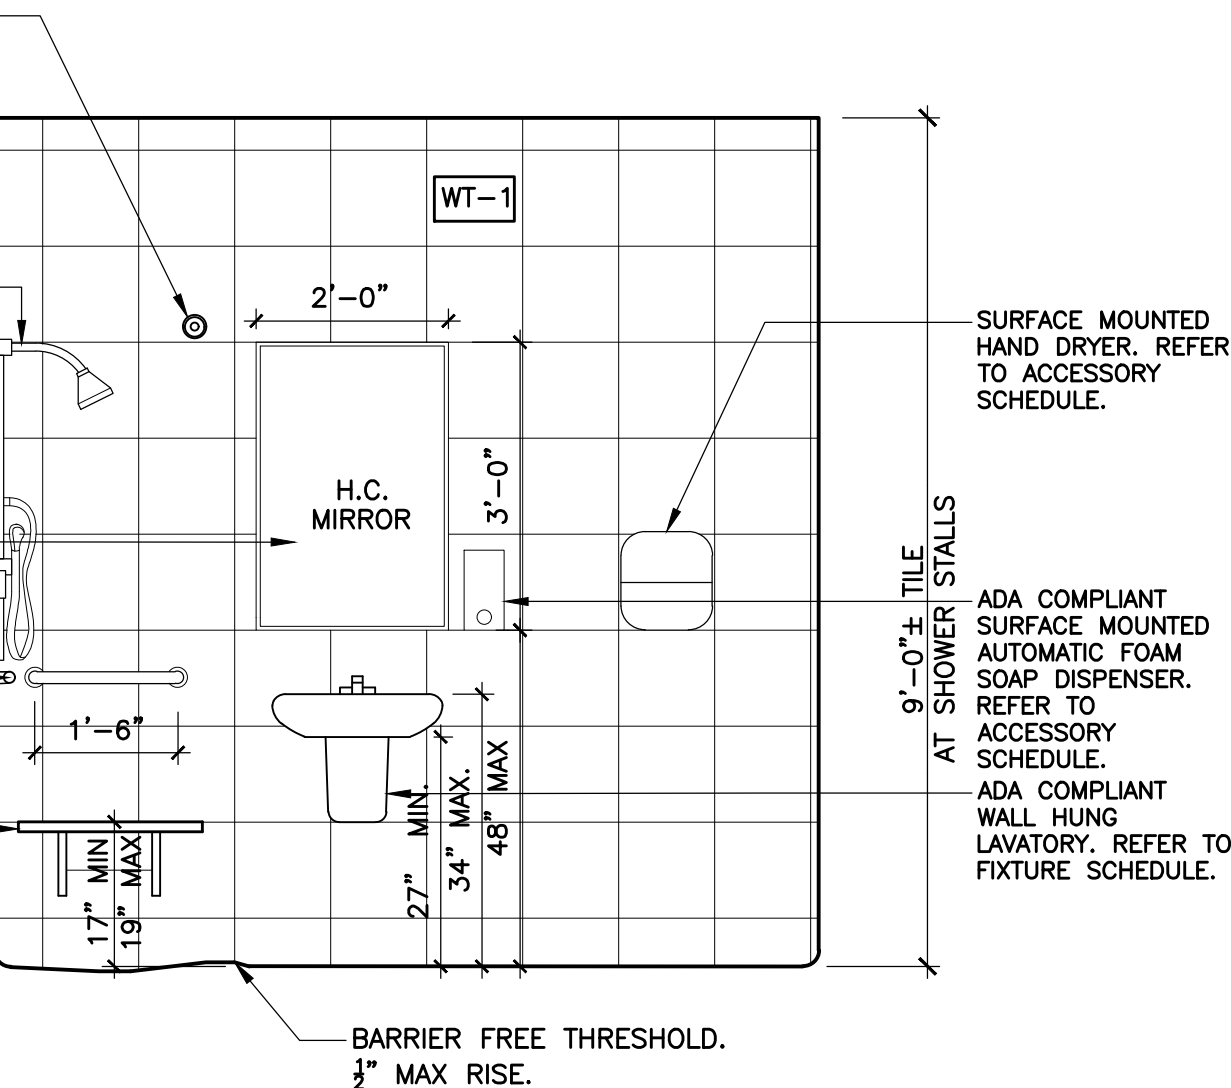 WT-1
2'-0"
SURFACE MOUNTED
HAND DRYER. REFER
TO ACCESSORY
SCHEDULE.
H.C.
MIRROR
3'-0"
9'-0"± TILE
AT SHOWER STALLS
ADA COMPLIANT
SURFACE MOUNTED
AUTOMATIC FOAM
SOAP DISPENSER.
REFER TO
ACCESSORY
SCHEDULE.
1'-6"
ADA COMPLIANT
WALL HUNG
LAVATORY. REFER TO
FIXTURE SCHEDULE.
17" MIN
19" MAX
27" MIN.
34" MAX.
48" MAX
BARRIER FREE THRESHOLD.
½" MAX RISE.